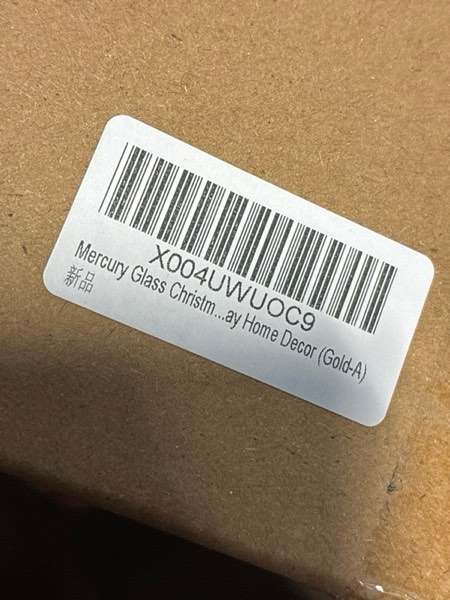 X004UWUOC9
Mercury Glass Christm...ay Home Decor (Gold-A)
新品